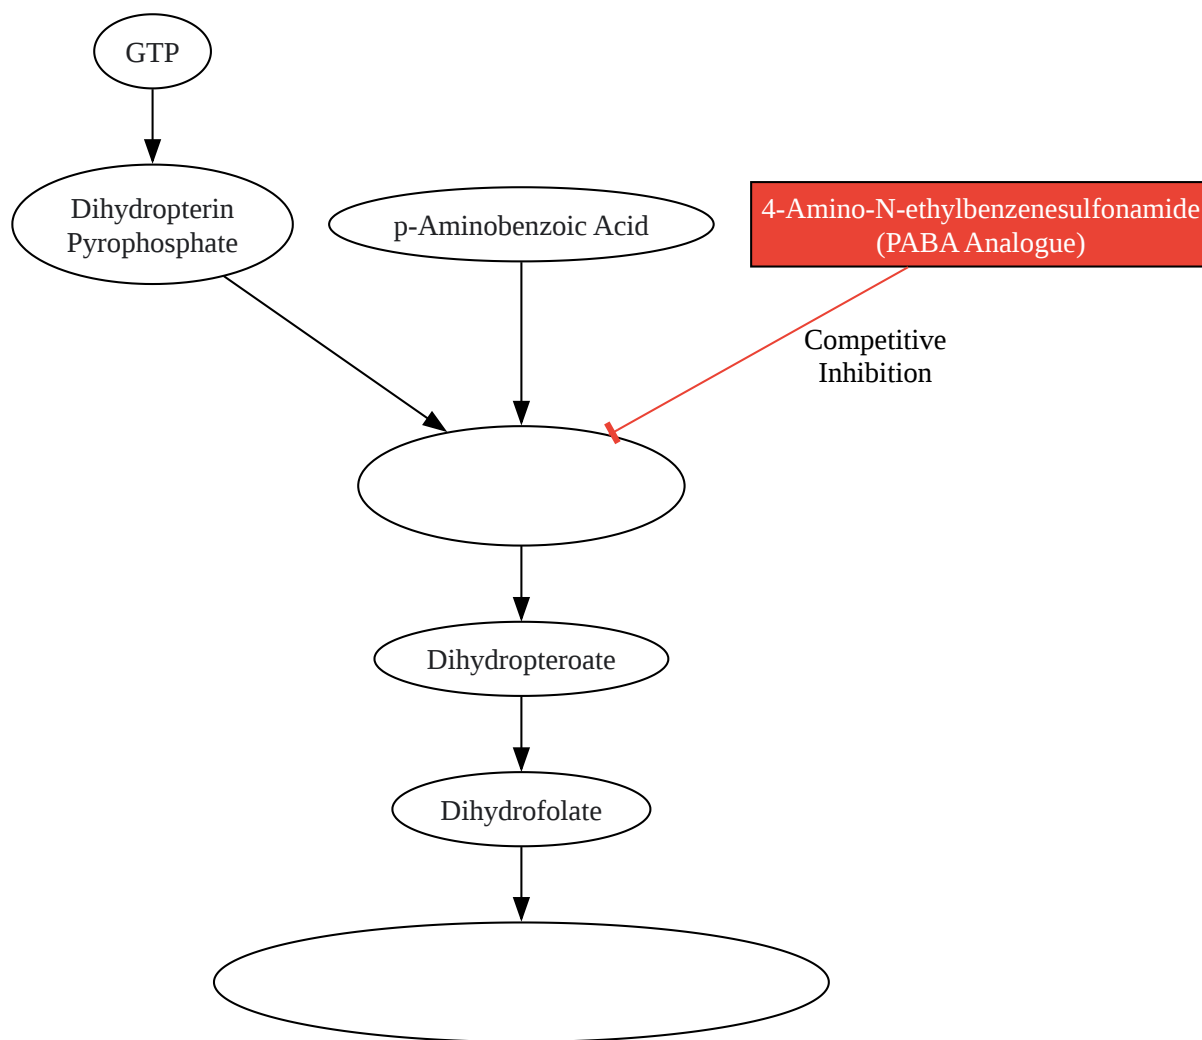 GTP
Dihydropterin
Pyrophosphate
p-Aminobenzoic Acid
4-Amino-N-ethylbenzenesulfonamide
(PABA Analogue)
Competitive
Inhibition
Dihydropteroate
Dihydrofolate